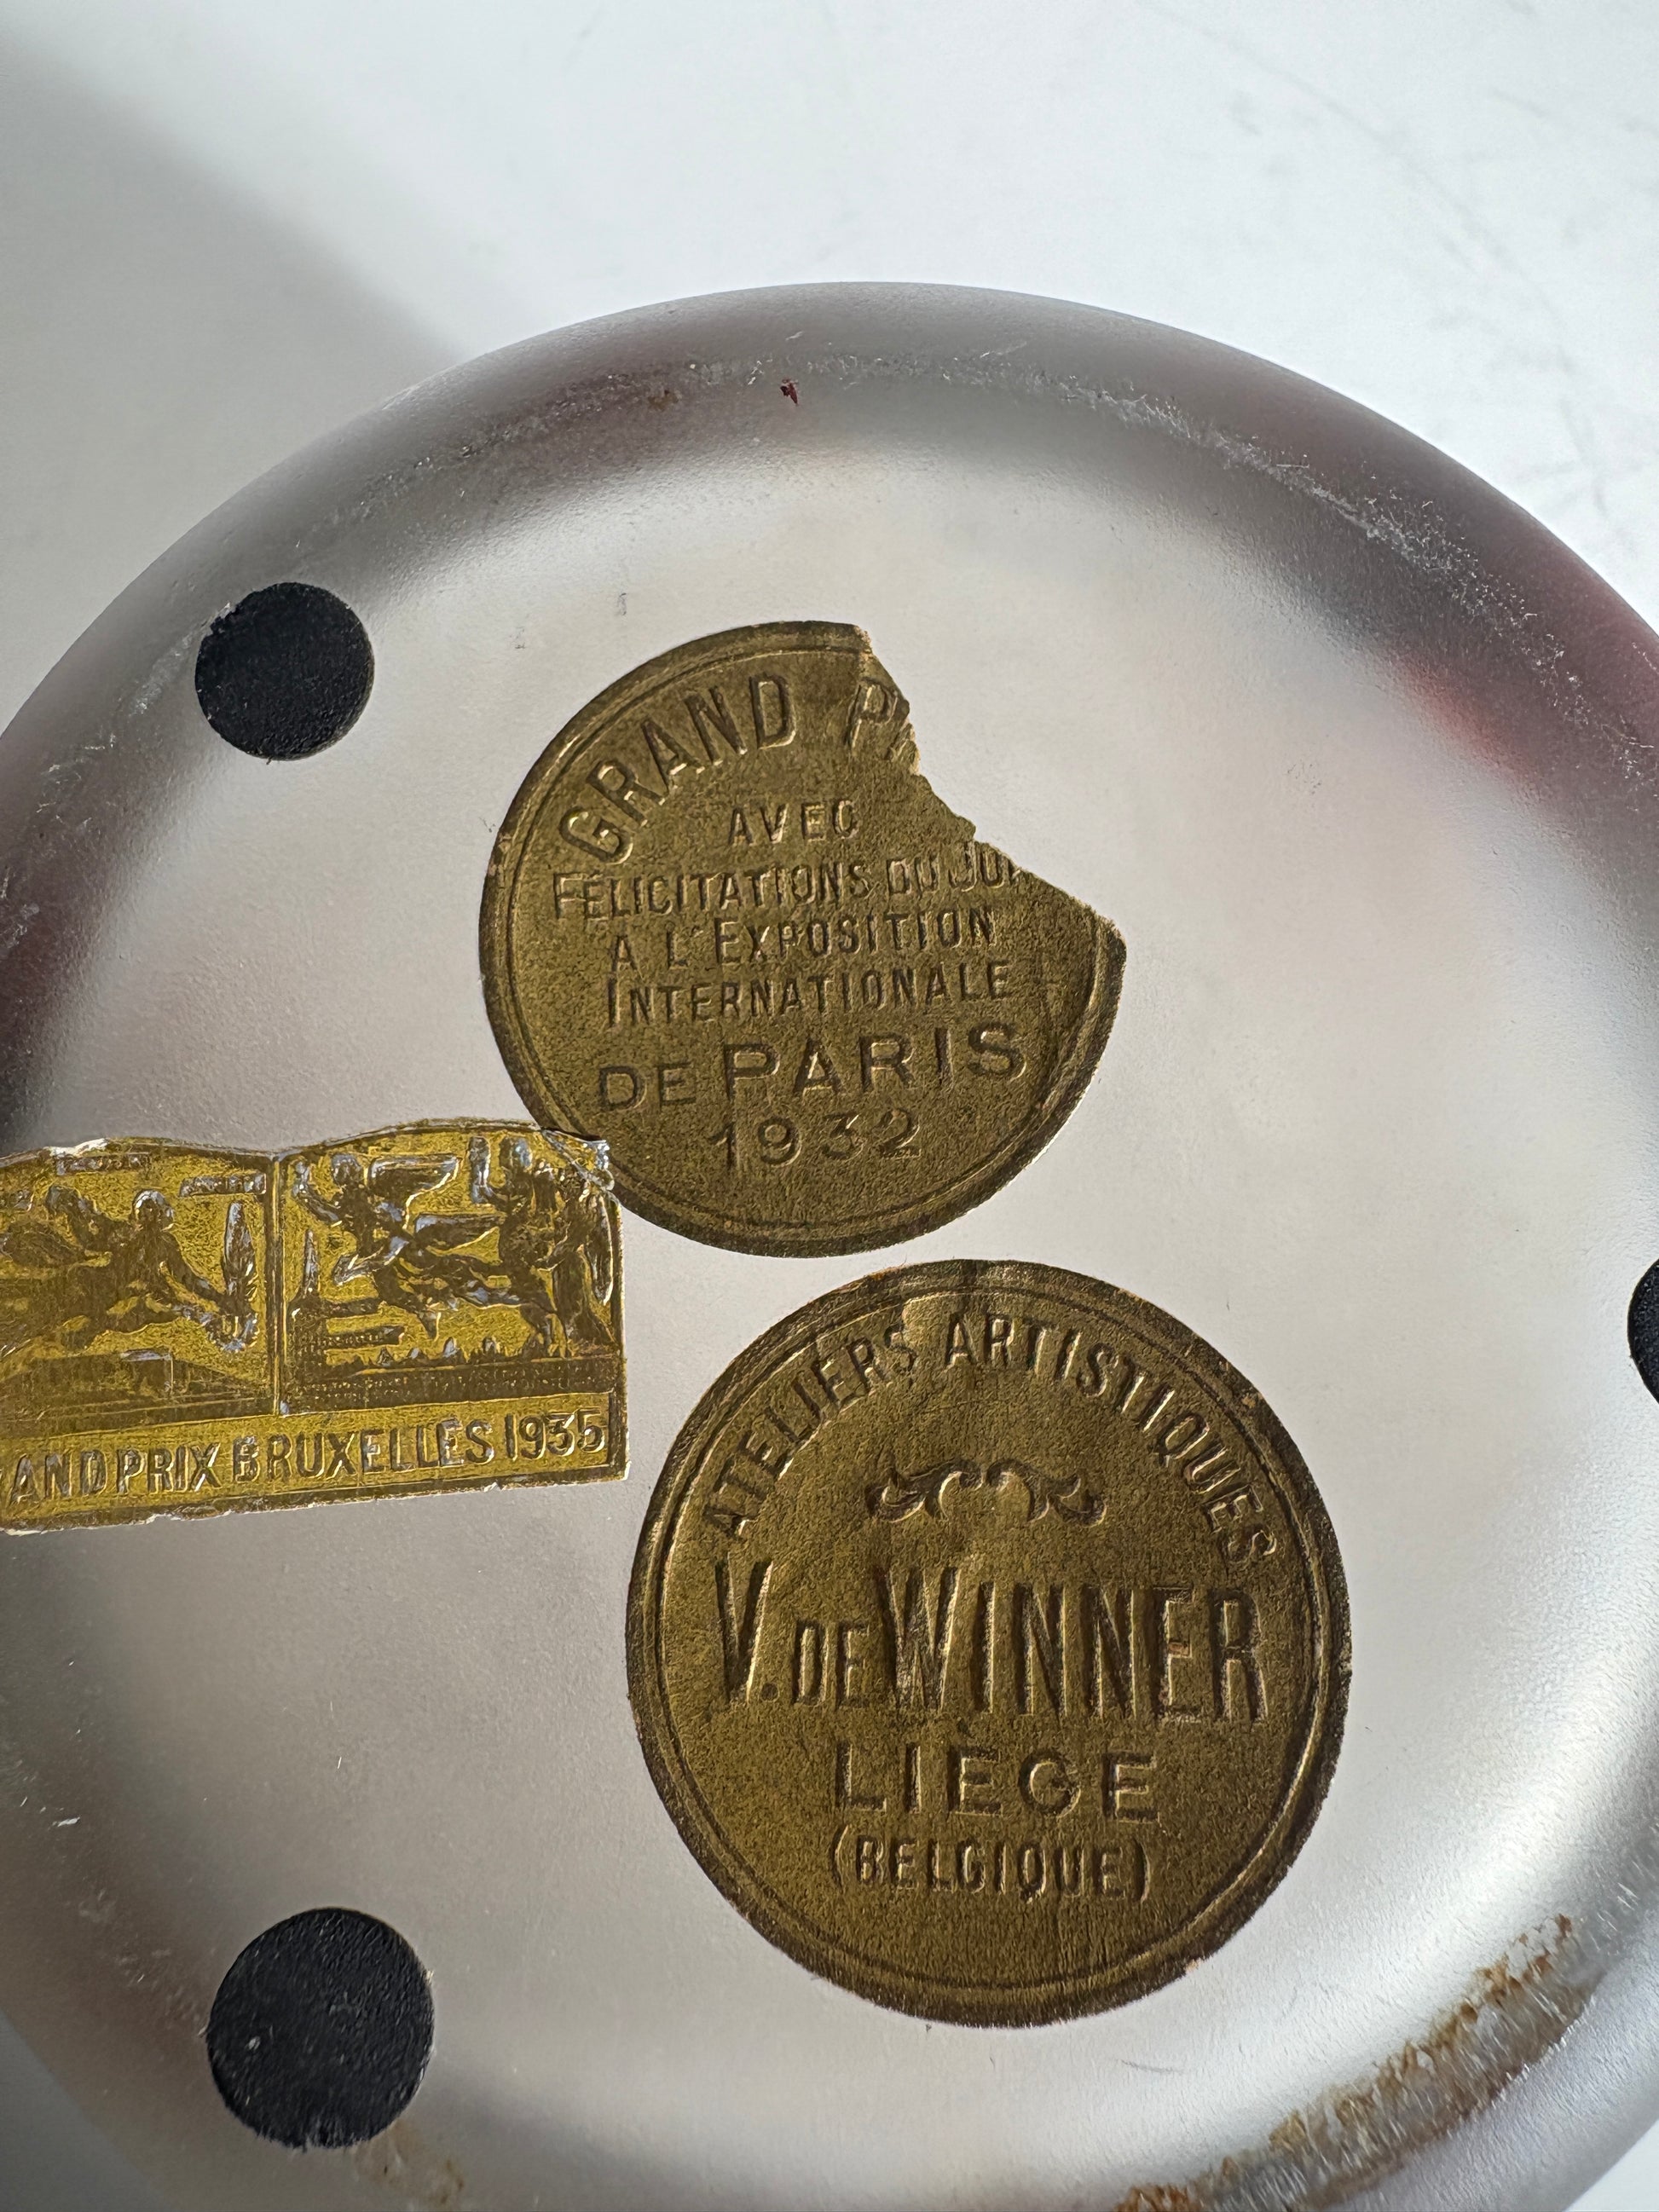 GRAND P
AVEC
FÉLICITATIONS DU JU
A L'EXPOSITION
INTERNATIONALE
DE PARIS
1932
AND PRIX BRUXELLES 1935
ATELIERS ARTISTIQUES
V. DE WINNER
LIÈGE
(BELGIQUE)